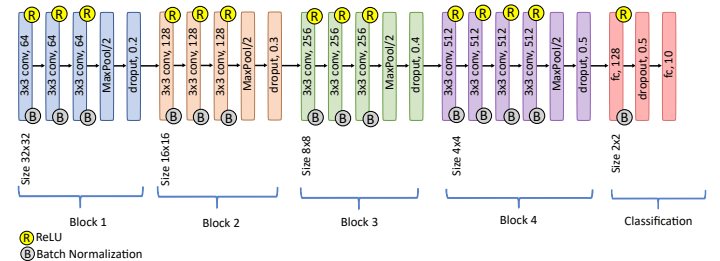 R R R R R R R R R R R R R R
3x3 conv, 64
3x3 conv, 64
3x3 conv, 64
MaxPool/2
droput, 0.2
3x3 conv, 128
3x3 conv, 128
3x3 conv, 128
MaxPool/2
droput, 0.3
3x3 conv, 256
3x3 conv, 256
3x3 conv, 256
MaxPool/2
droput, 0.4
3x3 conv, 512
3x3 conv, 512
3x3 conv, 512
3x3 conv, 512
MaxPool/2
droput, 0.5
fc, 128
dropout, 0.5
fc, 10
B B B B B B B B B B B B B B
Size 32x32
Size 16x16
Size 8x8
Size 4x4
Size 2x2
Block 1
Block 2
Block 3
Block 4
Classification
R ReLU
B Batch Normalization